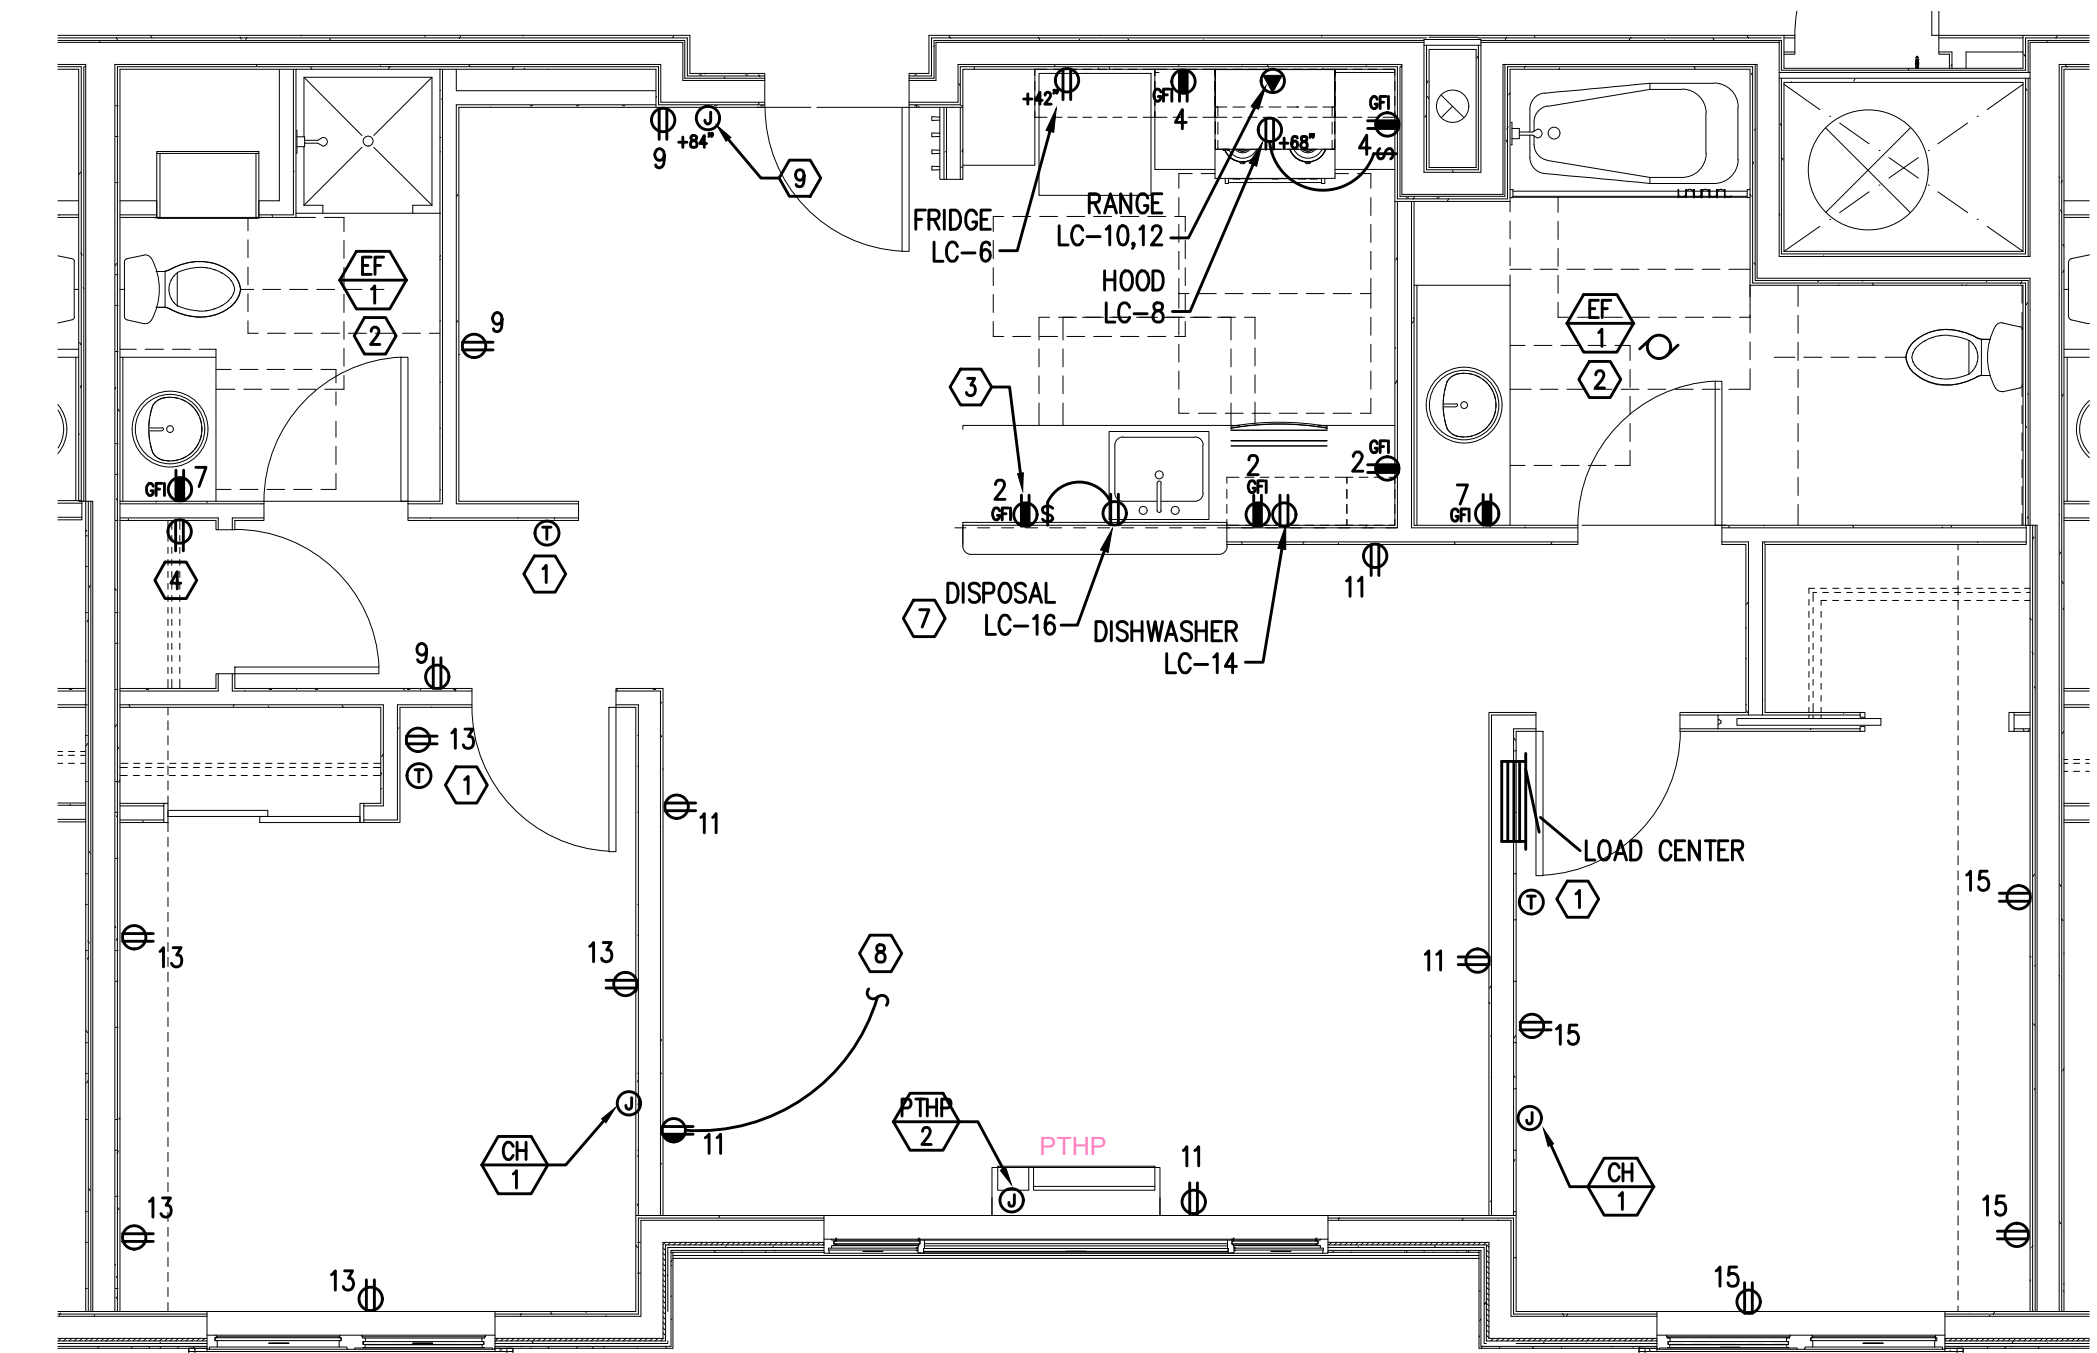 +42"
GFI
4
GFI
4
+68"
9
+84"
9
FRIDGE
LC-6
RANGE
LC-10,12
HOOD
LC-8
EF
1
2
9
EF
1
2
3
GFI
7
2
GFI
$
2
GFI
GFI
2
7
GFI
4
T
1
7
DISPOSAL
LC-16
DISHWASHER
LC-14
11
9
13
T
1
11
LOAD CENTER
T
1
15
13
13
8
11
15
J
CH
1
11
PTHP
2
PTHP
J
11
J
CH
1
13
13
15
15
J